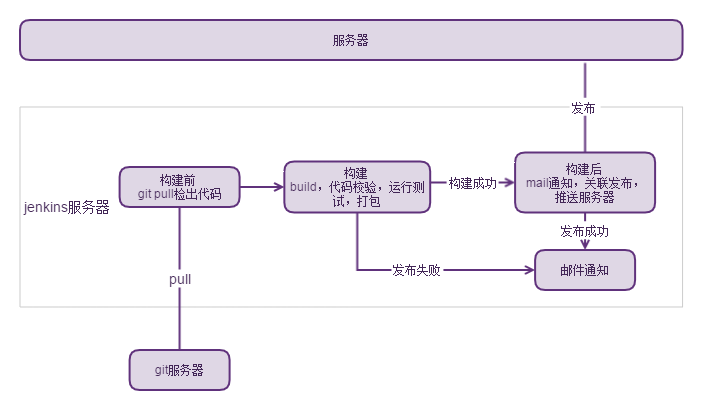 服务器
发布
构建前
git pull检出代码
构建
build，代码校验，运行测
试，打包
构建成功
构建后
mail通知，关联发布，
推送服务器
jenkins服务器
发布成功
发布失败
邮件通知
pull
git服务器